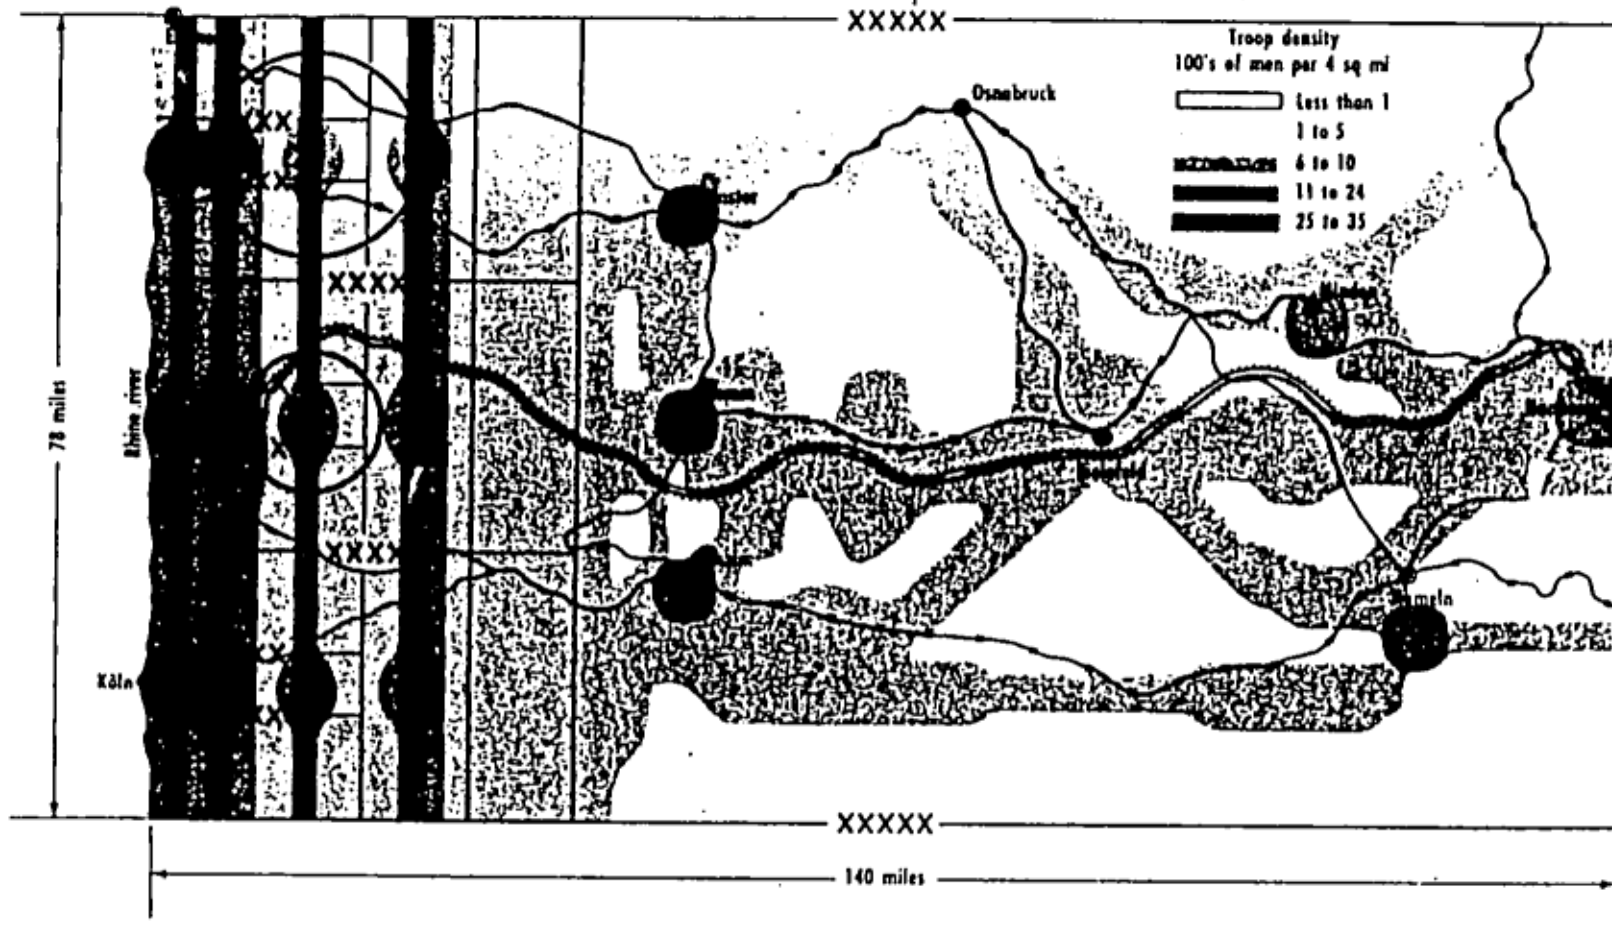 XXXXX
Troop density
100's of men per 4 sq mi
Less than 1
1 to 5
6 to 10
11 to 24
25 to 35
Osnabruck
XXXX
Rhine river
78 miles
XXXX
Köln
XXXXX
140 miles